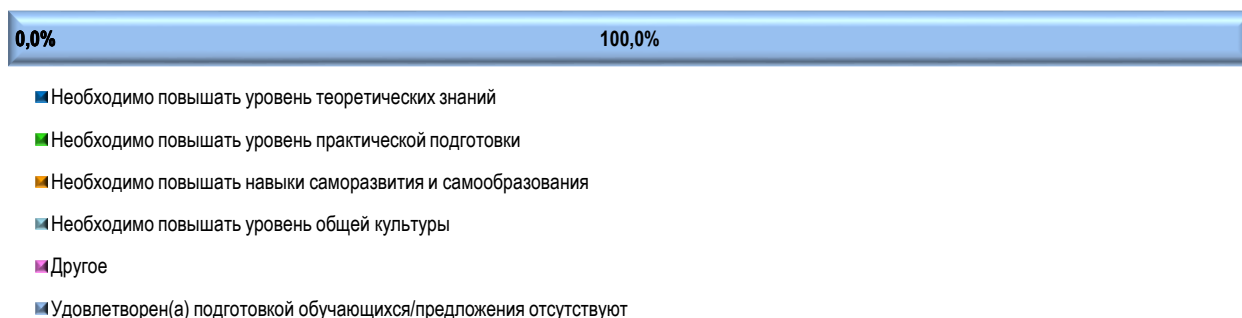 0,0% 100,0%
Необходимо повышать уровень теоретических знаний
Необходимо повышать уровень практической подготовки
Необходимо повышать навыки саморазвития и самообразования
Необходимо повышать уровень общей культуры
Другое
Удовлетворен(а) подготовкой обучающихся/предложения отсутствуют